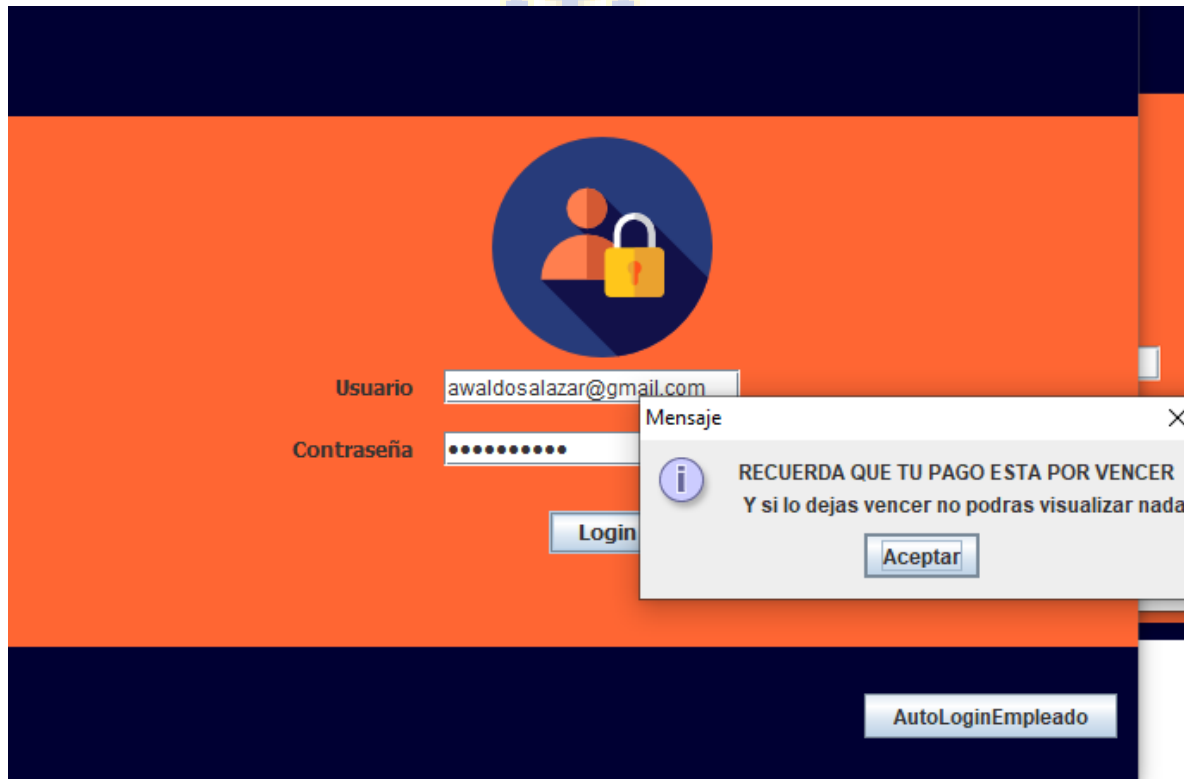 Usuario
awaldosalazar@gmail.com
Mensaje
Contraseña
••••••••••
RECUERDA QUE TU PAGO ESTA POR VENCER
Y si lo dejas vencer no podras visualizar nada
Login
Aceptar
AutoLoginEmpleado